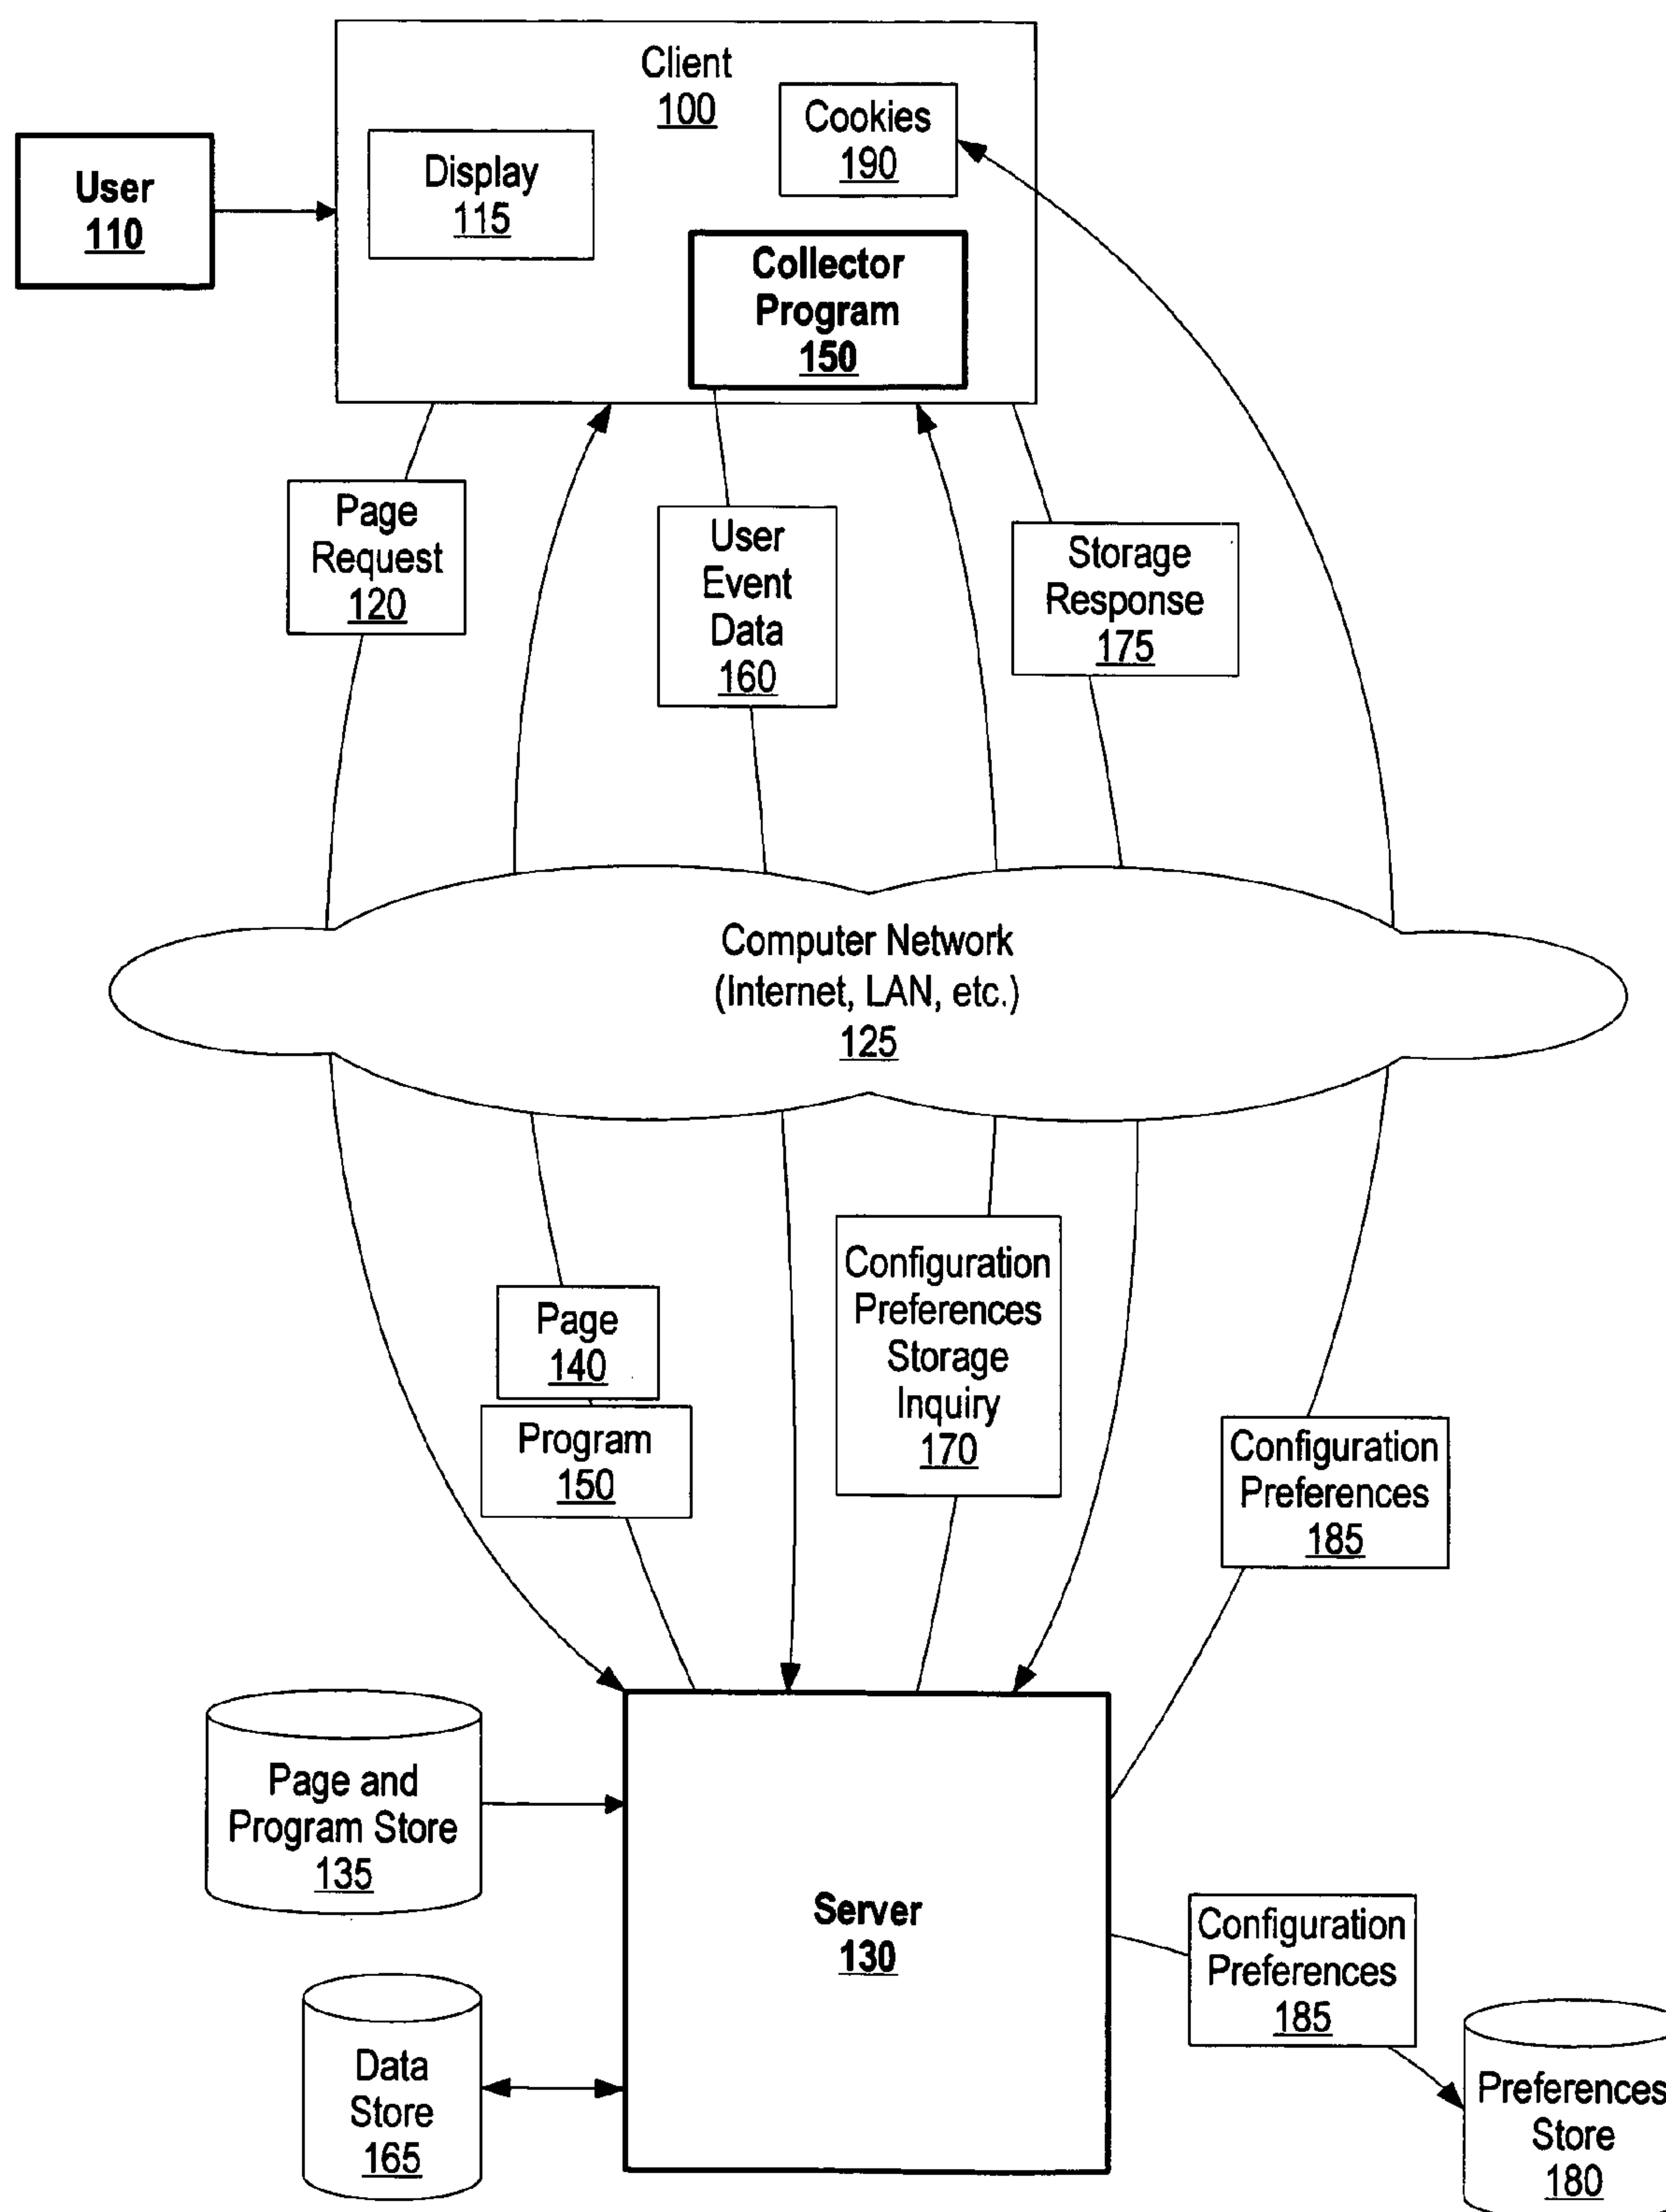 Client
100
Cookies
190
User
110
Display
115
Collector
Program
150
Page
Request
120
User
Event
Data
160
Storage
Response
175
Computer Network
(Internet, LAN, etc.)
125
Configuration
Preferences
Storage
Inquiry
170
Page
140
Program
150
Configuration
Preferences
185
Page and
Program Store
135
Server
130
Configuration
Preferences
185
Data
Store
165
Preferences
Store
180